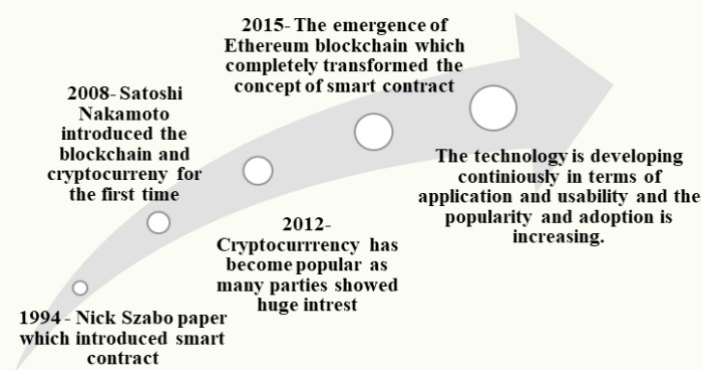 1994 - Nick Szabo paper
which introduced smart
contract
2008- Satoshi
Nakamoto
introduced the
blockchain and
cryptocurreny for
the first time
2012-
Cryptocurrrency has
become popular as
many parties showed
huge intrest
2015- The emergence of
Ethereum blockchain which
completely transformed the
concept of smart contract
The technology is developing
continiously in terms of
application and usability and the
popularity and adoption is
increasing.